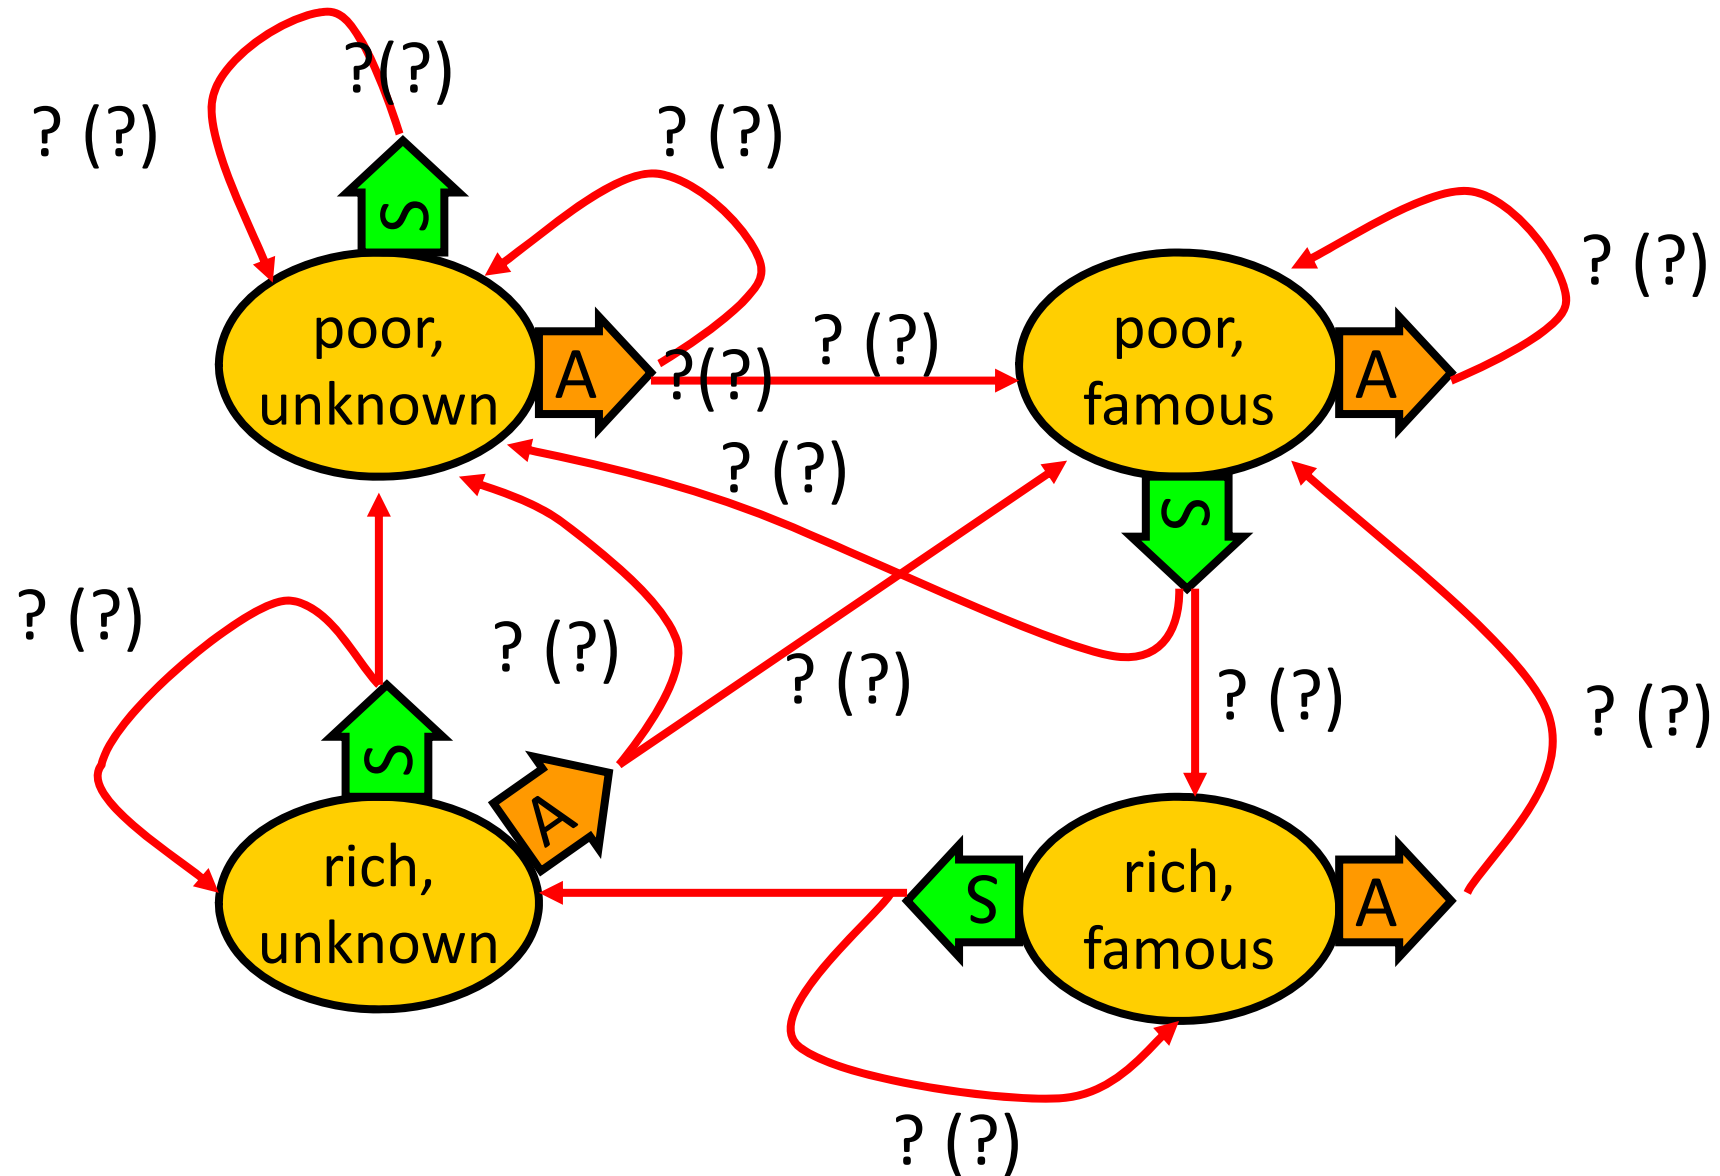 ?(?)
? (?)
? (?)
S
? (?)
poor,
unknown
A
?(?)
? (?)
poor,
famous
A
? (?)
S
? (?)
? (?)
? (?)
? (?)
? (?)
S
A
rich,
unknown
S
rich,
famous
A
? (?)